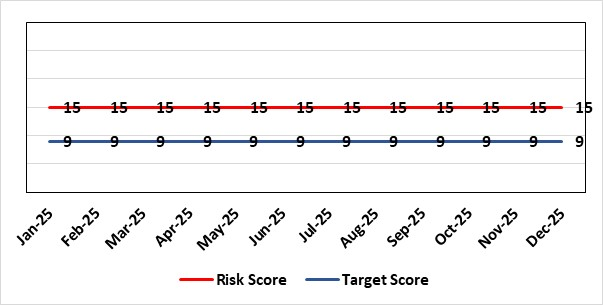 15 15 15 15 15 15 15 15 15 15 15 15
9 9 9 9 9 9 9 9 9 9 9 9
Jan-25 Feb-25 Mar-25 Apr-25 May-25 Jun-25 Jul-25 Aug-25 Sep-25 Oct-25 Nov-25 Dec-25
Risk Score Target Score